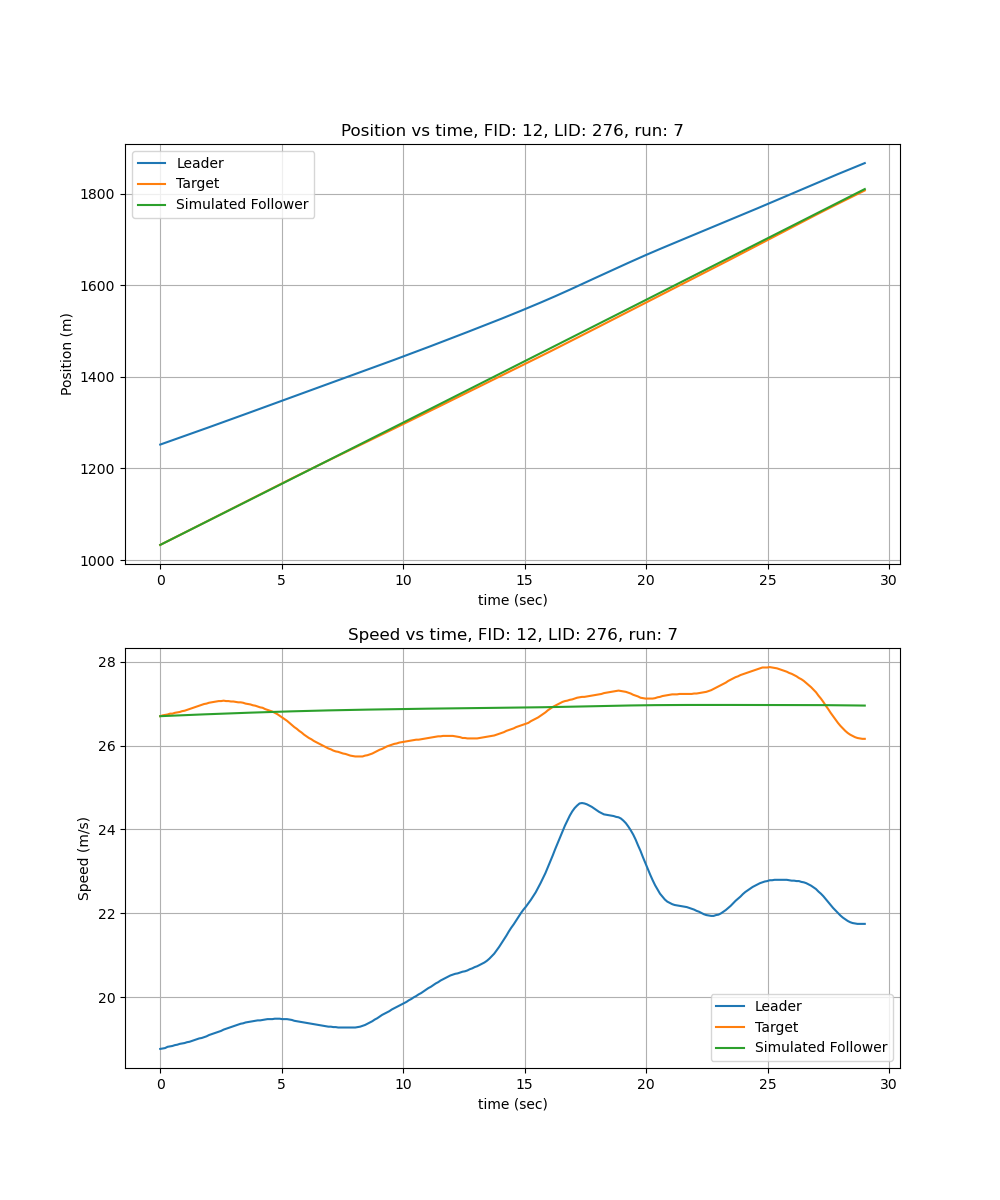 Position vs time, FID: 12, LID: 276, run: 7
Leader
Target
Simulated Follower
1800
1600
1400
1200
1000
Position (m)
0 5 10 15 20 25 30
time (sec)
Speed vs time, FID: 12, LID: 276, run: 7
28
26
24
22
20
Speed (m/s)
Leader
Target
Simulated Follower
0 5 10 15 20 25 30
time (sec)